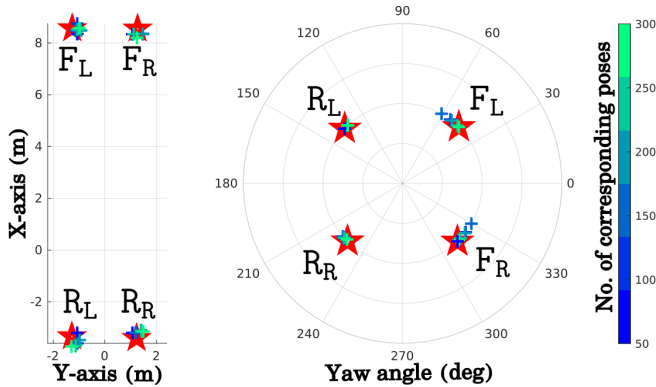 8
6
4
2
0
-2
X-axis (m)
F_L F_R
R_L R_R
-2 0 2
Y-axis (m)
90
120 60
150 30
180 0
210 330
240 300
270
R_L F_L
R_R F_R
Yaw angle (deg)
300
250
200
150
100
50
No. of corresponding poses